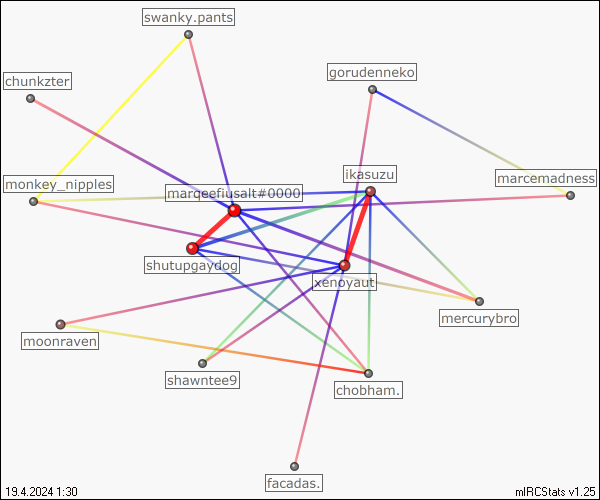 swanky.pants
gorudenneko
chunkzter
ikasuzu
marcemadness
monkey_nipples
marqeefiusalt#0000
shutupgaydog
xenoyaut
mercurybro
moonraven
shawntee9
chobham.
facadas.
19.4.2024 1:30
mIRCStats v1.25